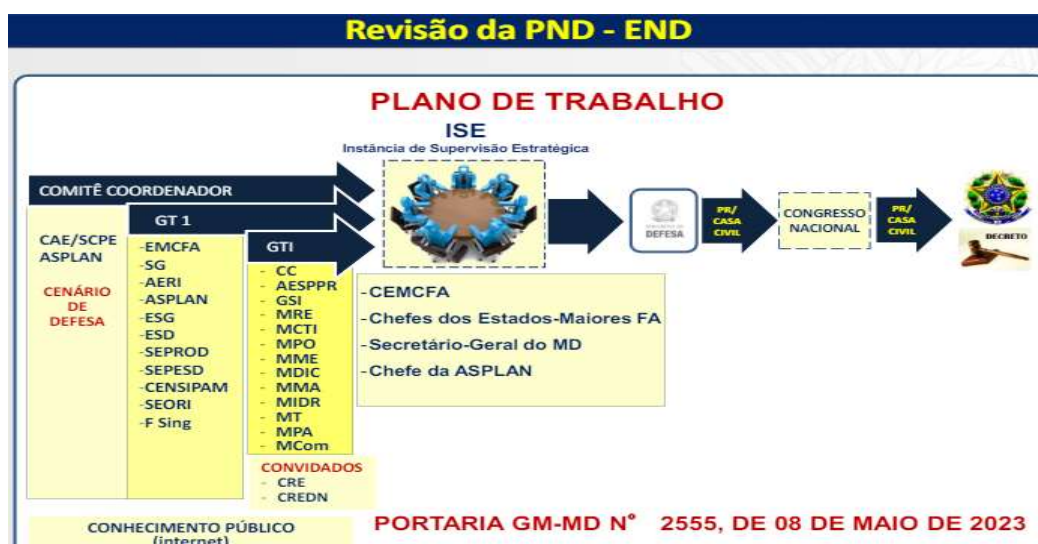 Revisão da PND - END
PLANO DE TRABALHO
ISE
Instância de Supervisão Estratégica
COMITÊ COORDENADOR
CAE/SCPE
ASPLAN
CENÁRIO
DE
DEFESA
GT 1
-EMCFA
-SG
-AERI
-ASPLAN
-ESG
-ESD
-SEPROD
-SEPESD
-CENSIPAM
-SEORI
-F Sing
GTI
- CC
- AESPPR
- GSI
- MRE
- MCTI
- MPO
- MME
- MDIC
- MMA
- MIDR
- MT
- MPA
- MCom
CONVIDADOS
- CRE
- CREDN
-CEMCFA
-Chefes dos Estados-Maiores FA
-Secretário-Geral do MD
-Chefe da ASPLAN
DEFESA
PR/
CASA
CIVIL
CONGRESSO
NACIONAL
PR/
CASA
CIVIL
DECRETO
CONHECIMENTO PÚBLICO
(internet)
PORTARIA GM-MD N° 2555, DE 08 DE MAIO DE 2023